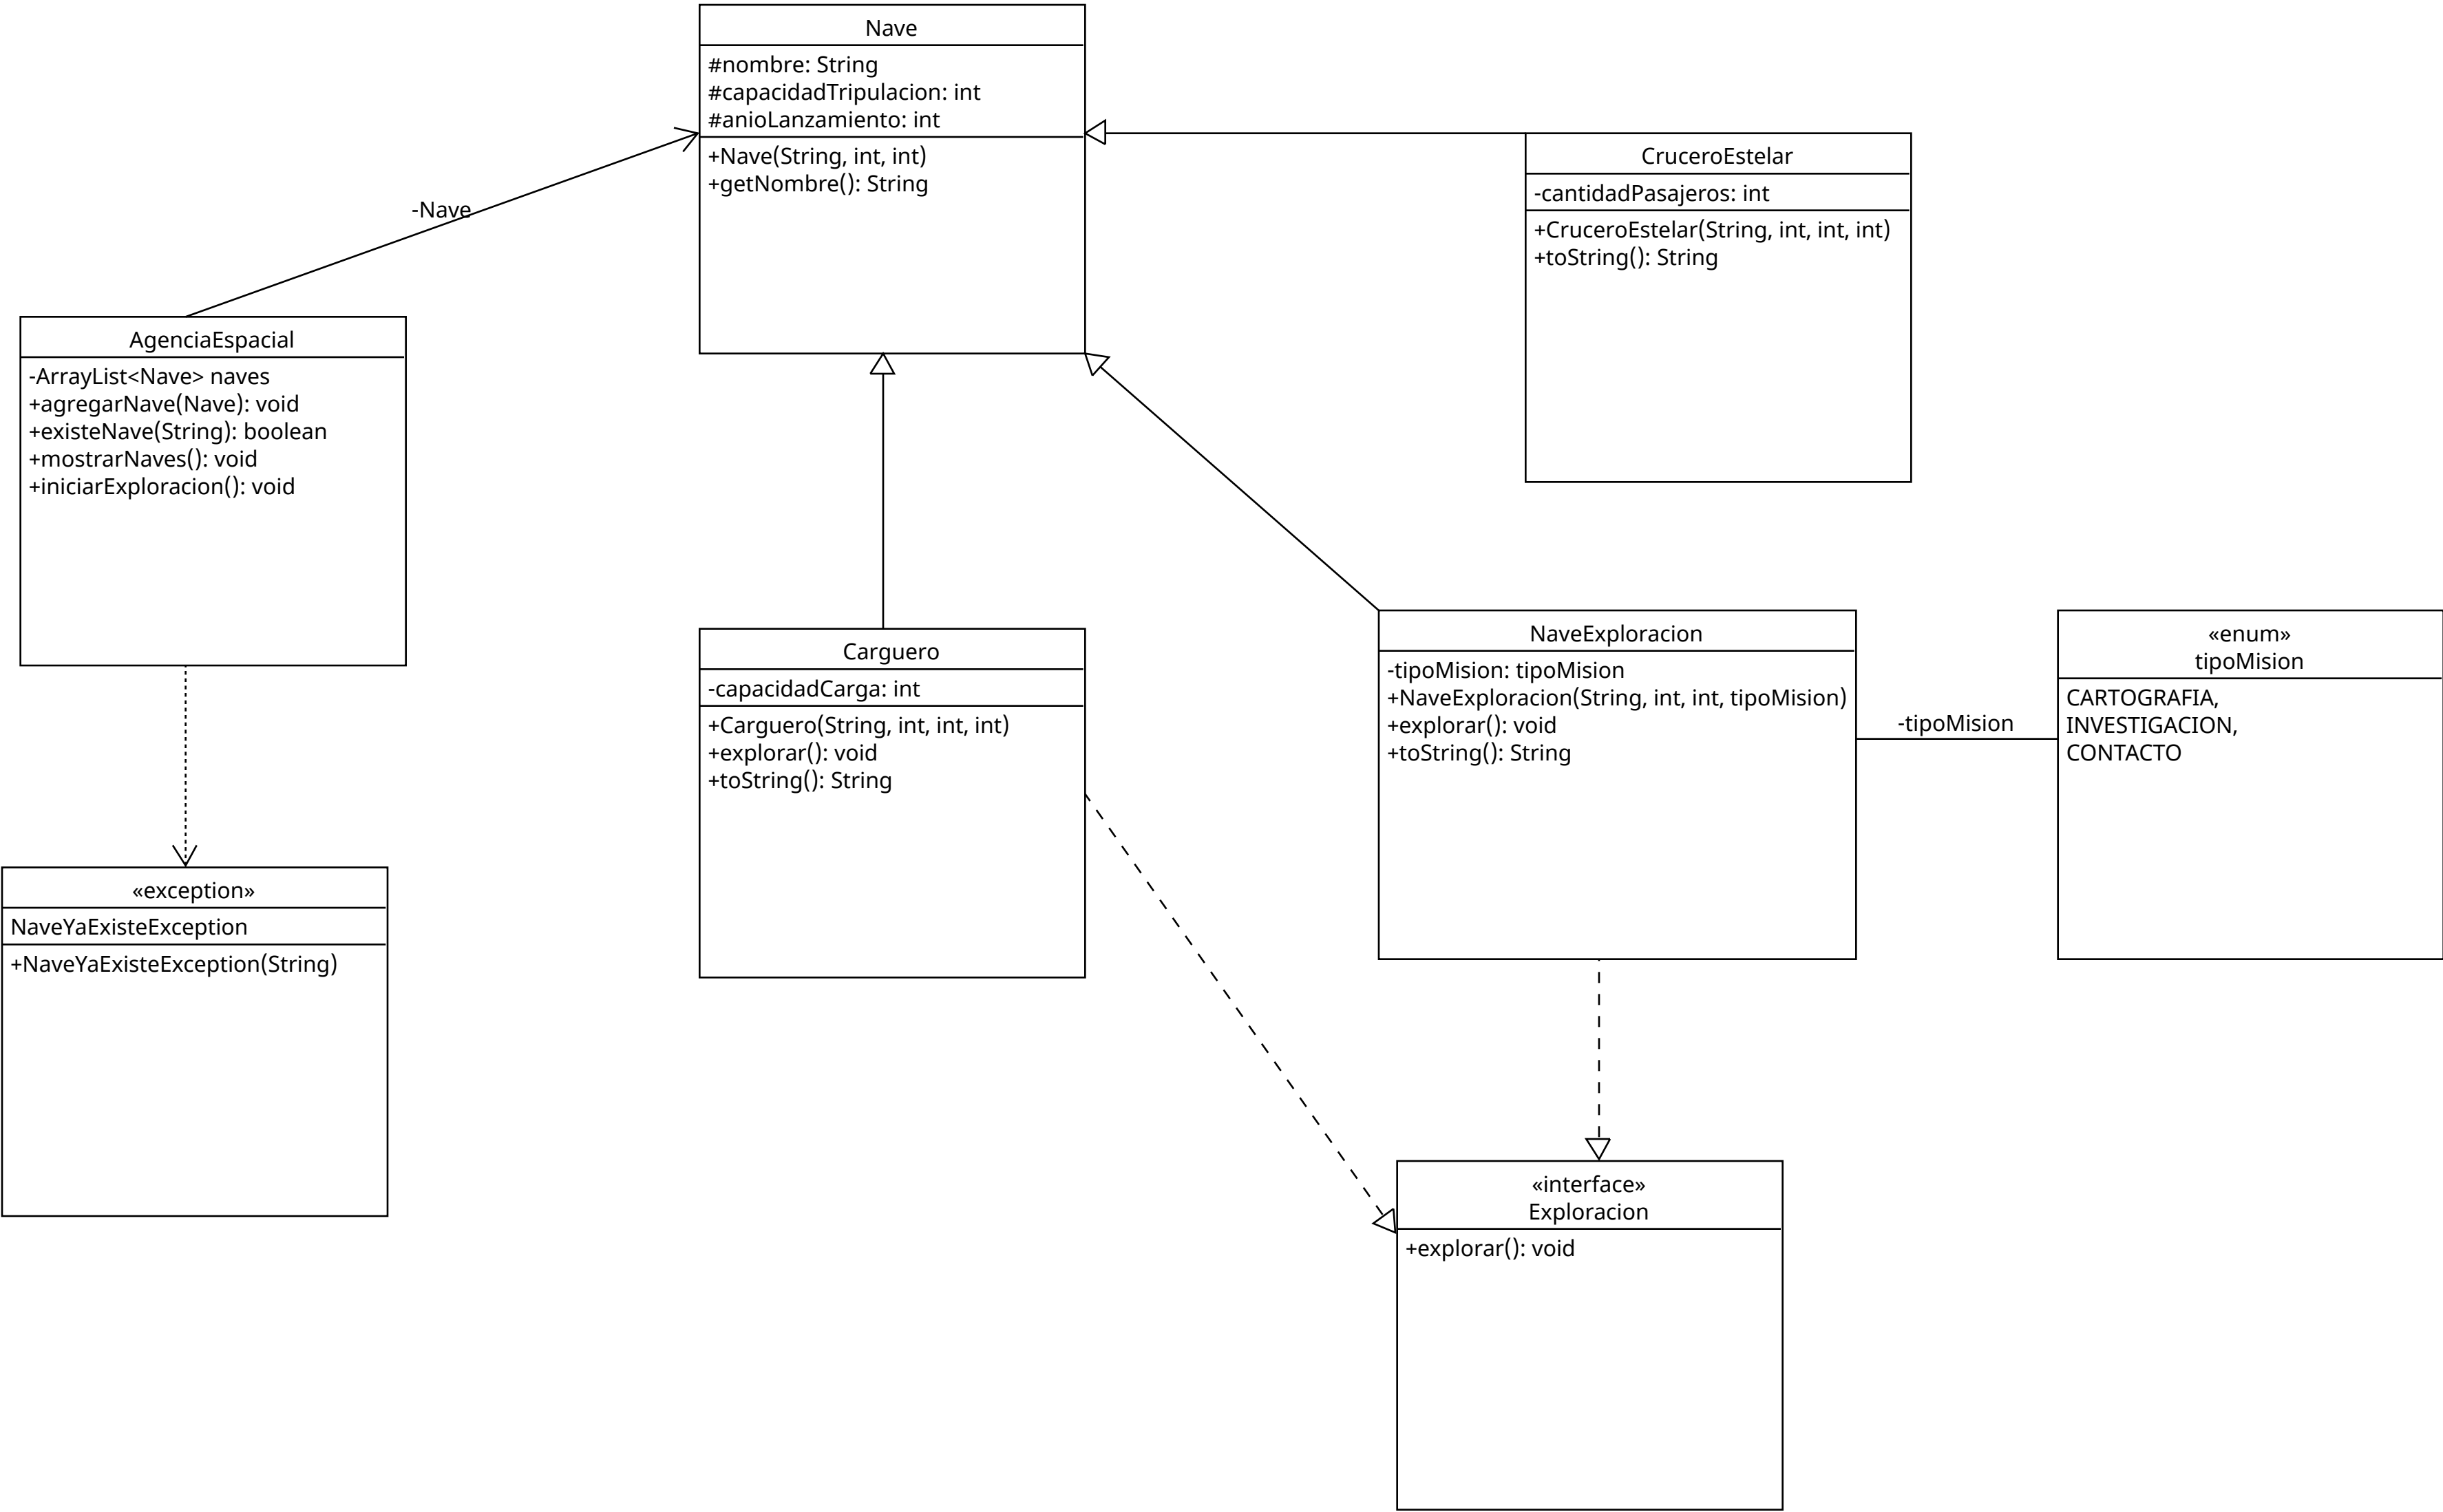 Nave
#nombre: String
#capacidadTripulacion: int
#anioLanzamiento: int
+Nave(String, int, int)
+getNombre(): String
CruceroEstelar
-cantidadPasajeros: int
+CruceroEstelar(String, int, int, int)
+toString(): String
-Nave
AgenciaEspacial
-ArrayList<Nave> naves
+agregarNave(Nave): void
+existeNave(String): boolean
+mostrarNaves(): void
+iniciarExploracion(): void
Carguero
-capacidadCarga: int
+Carguero(String, int, int, int)
+explorar(): void
+toString(): String
NaveExploracion
-tipoMision: tipoMision
+NaveExploracion(String, int, int, tipoMision)
+explorar(): void
+toString(): String
-tipoMision
«enum»
tipoMision
CARTOGRAFIA,
INVESTIGACION,
CONTACTO
«exception»
NaveYaExisteException
+NaveYaExisteException(String)
«interface»
Exploracion
+explorar(): void